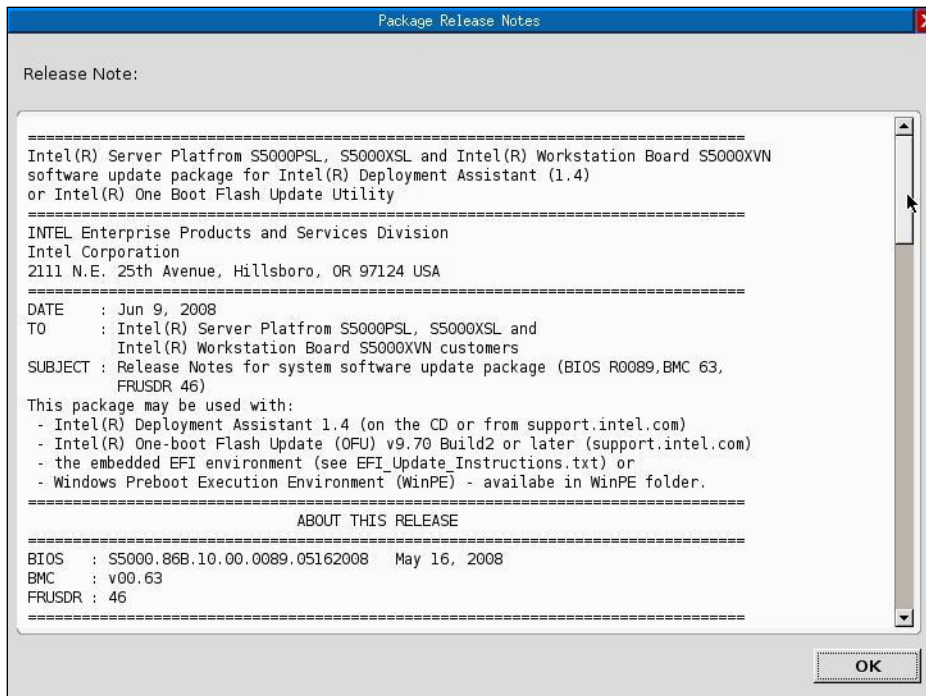 Package Release Notes
Release Note:
================================================================================
Intel(R) Server Platfrom S5000PSL, S5000XSL and Intel(R) Workstation Board S5000XVN
software update package for Intel(R) Deployment Assistant (1.4)
or Intel(R) One Boot Flash Update Utility
================================================================================
INTEL Enterprise Products and Services Division
Intel Corporation
2111 N.E. 25th Avenue, Hillsboro, OR 97124 USA
================================================================================
DATE    : Jun 9, 2008
TO      : Intel(R) Server Platfrom S5000PSL, S5000XSL and
          Intel(R) Workstation Board S5000XVN customers
SUBJECT : Release Notes for system software update package (BIOS R0089,BMC 63,
          FRUSDR 46)
This package may be used with:
 - Intel(R) Deployment Assistant 1.4 (on the CD or from support.intel.com)
 - Intel(R) One-boot Flash Update (OFU) v9.70 Build2 or later (support.intel.com)
 - the embedded EFI environment (see EFI_Update_Instructions.txt) or
 - Windows Preboot Execution Environment (WinPE) - availabe in WinPE folder.
================================================================================
                              ABOUT THIS RELEASE
================================================================================
BIOS   : S5000.86B.10.00.0089.05162008   May 16, 2008
BMC    : v00.63
FRUSDR : 46
================================================================================
OK